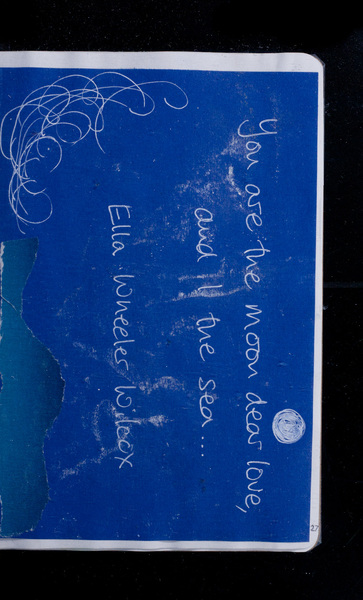 You are the moon dear love,
and I the sea...
Ella Wheeler Wilcox
27